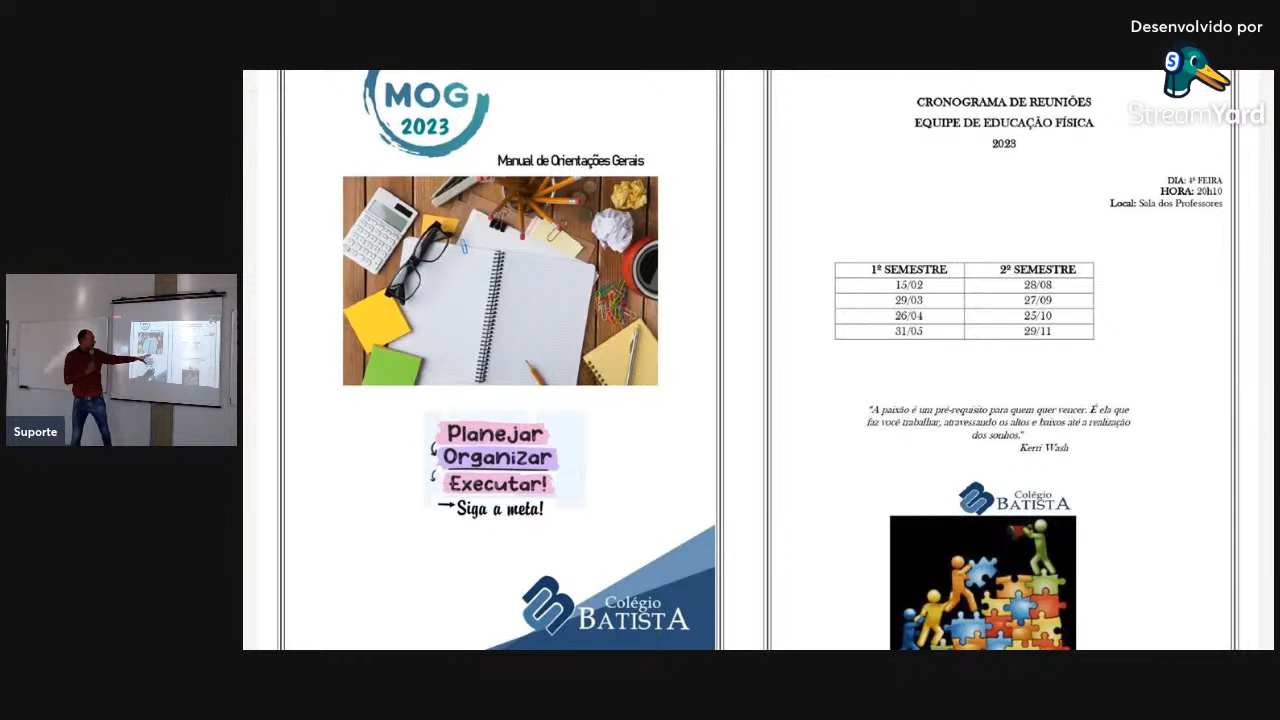 Desenvolvido por
StreamYard
MOG
2023
Manual de Orientações Gerais
Planejar
Organizar
Executar!
Siga a meta!
Colégio
BATISTA
CRONOGRAMA DE REUNIÕES
EQUIPE DE EDUCAÇÃO FÍSICA
2023
DIA: 4ª FEIRA
HORA: 20h10
Local: Sala dos Professores
1º SEMESTRE 2º SEMESTRE
15/02 28/08
29/03 27/09
26/04 25/10
31/05 29/11
"A paixão é um pré-requisito para quem quer vencer. É ela que
faz você trabalhar, atravessando os altos e baixos até a realização
dos sonhos."
Kerri Wash
Colégio
BATISTA
Suporte